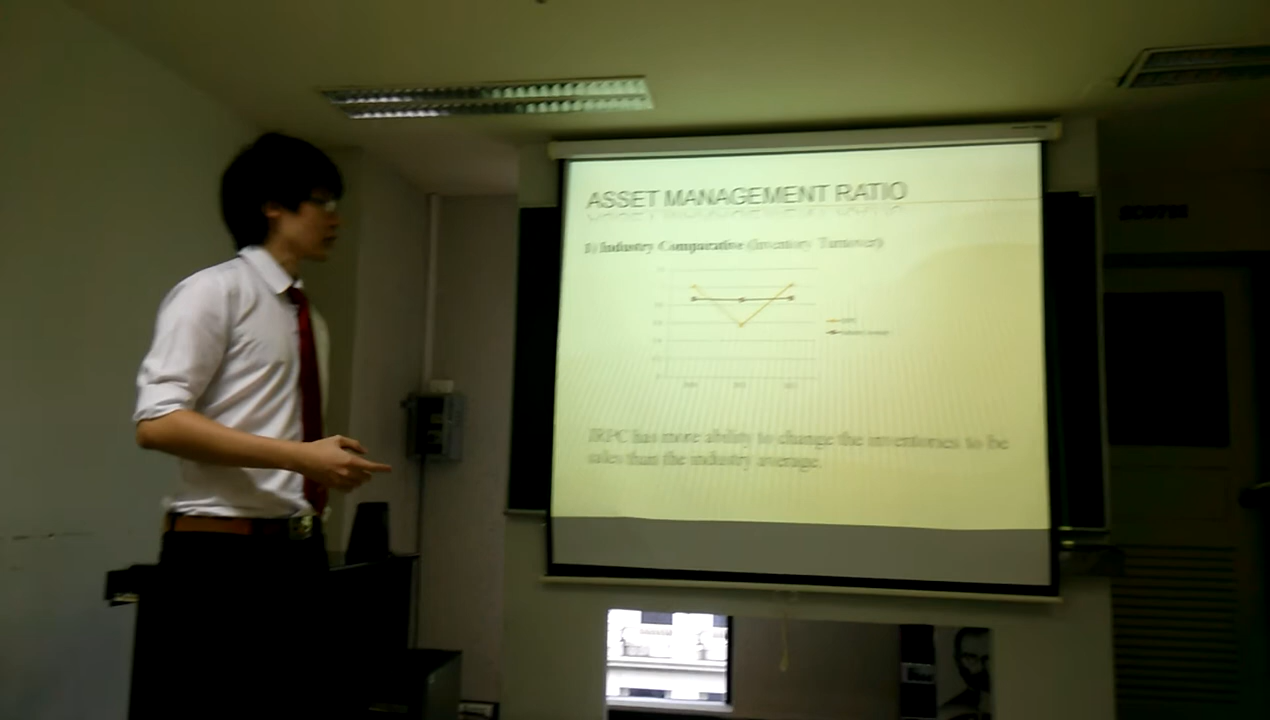 ASSET MANAGEMENT RATIO
1) Industry Comparative (Inventory Turnover)
IRPC has more ability to change the inventories to be
sales than the industry average.